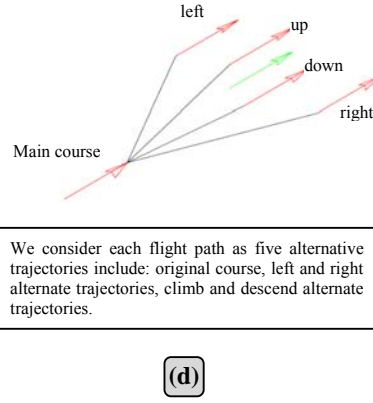 left
up
down
right
Main course
We consider each flight path as five alternative
trajectories include: original course, left and right
alternate trajectories, climb and descend alternate
trajectories.
(d)